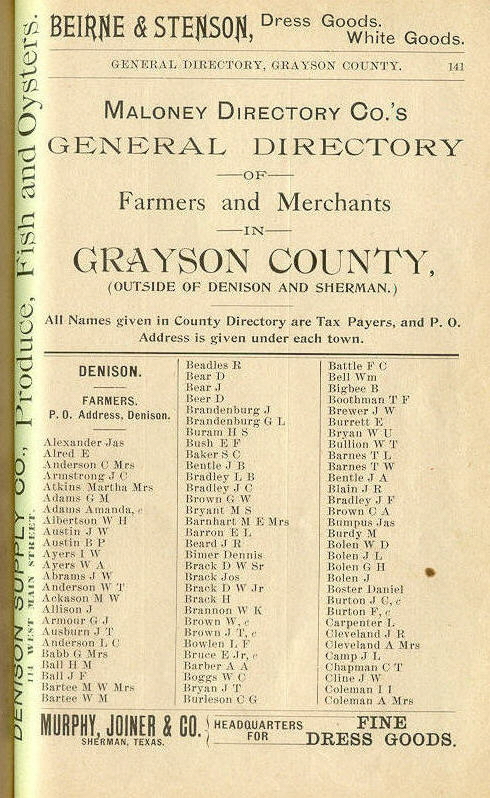 BEIRNE & STENSON, Dress Goods. White Goods.
GENERAL DIRECTORY, GRAYSON COUNTY. 141
MALONEY DIRECTORY CO.'S
GENERAL DIRECTORY
—OF—
Farmers and Merchants
—IN—
GRAYSON COUNTY,
(OUTSIDE OF DENISON AND SHERMAN.)
All Names given in County Directory are Tax Payers, and P. O.
Address is given under each town.
DENISON.
FARMERS.
P. O. Address, Denison.
Alexander Jas
Alred E
Anderson C Mrs
Armstrong J C
Atkins Martha Mrs
Adams G M
Adams Amanda, c
Albertson W H
Austin J W
Austin B P
Ayers I W
Ayers W A
Abrams J W
Anderson W T
Ackason M W
Allison J
Armour G J
Ausburn J T
Anderson L C
Babb G Mrs
Ball H M
Ball J F
Bartee M W Mrs
Bartee W M
Beadles R
Bear D
Bear J
Beer D
Brandenburg J
Brandenburg G L
Buram H S
Bush E F
Baker S C
Bentle J B
Bradley L B
Bradley J C
Brown G W
Bryant M S
Barnhart M E Mrs
Barron E L
Beard J R
Bimer Dennis
Brack D W Sr
Brack Jos
Brack D W Jr
Brack H
Brannon W K
Brown W, c
Brown J T, c
Bowlen L F
Bruce E Jr, c
Barber A A
Boggs W C
Bryan J T
Burleson C G
Battle F C
Bell Wm
Bigbee B
Boothman T F
Brewer J W
Burrett E
Bryan W U
Bullion W T
Barnes T L
Barnes T W
Bentle J A
Blain J R
Bradley J F
Brown C A
Bumpus Jas
Burdy M
Bolen W D
Bolen J L
Bolen G H
Bolen J
Boster Daniel
Burton J C, c
Burton F, c
Carpenter L
Cleveland J R
Cleveland A Mrs
Camp J L
Chapman C T
Cline J W
Coleman I I
Coleman A Mrs
MURPHY, JOINER & CO. HEADQUARTERS FOR FINE DRESS GOODS.
SHERMAN, TEXAS.
DENISON SUPPLY CO., Produce, Fish and Oysters.
114 WEST MAIN STREET.